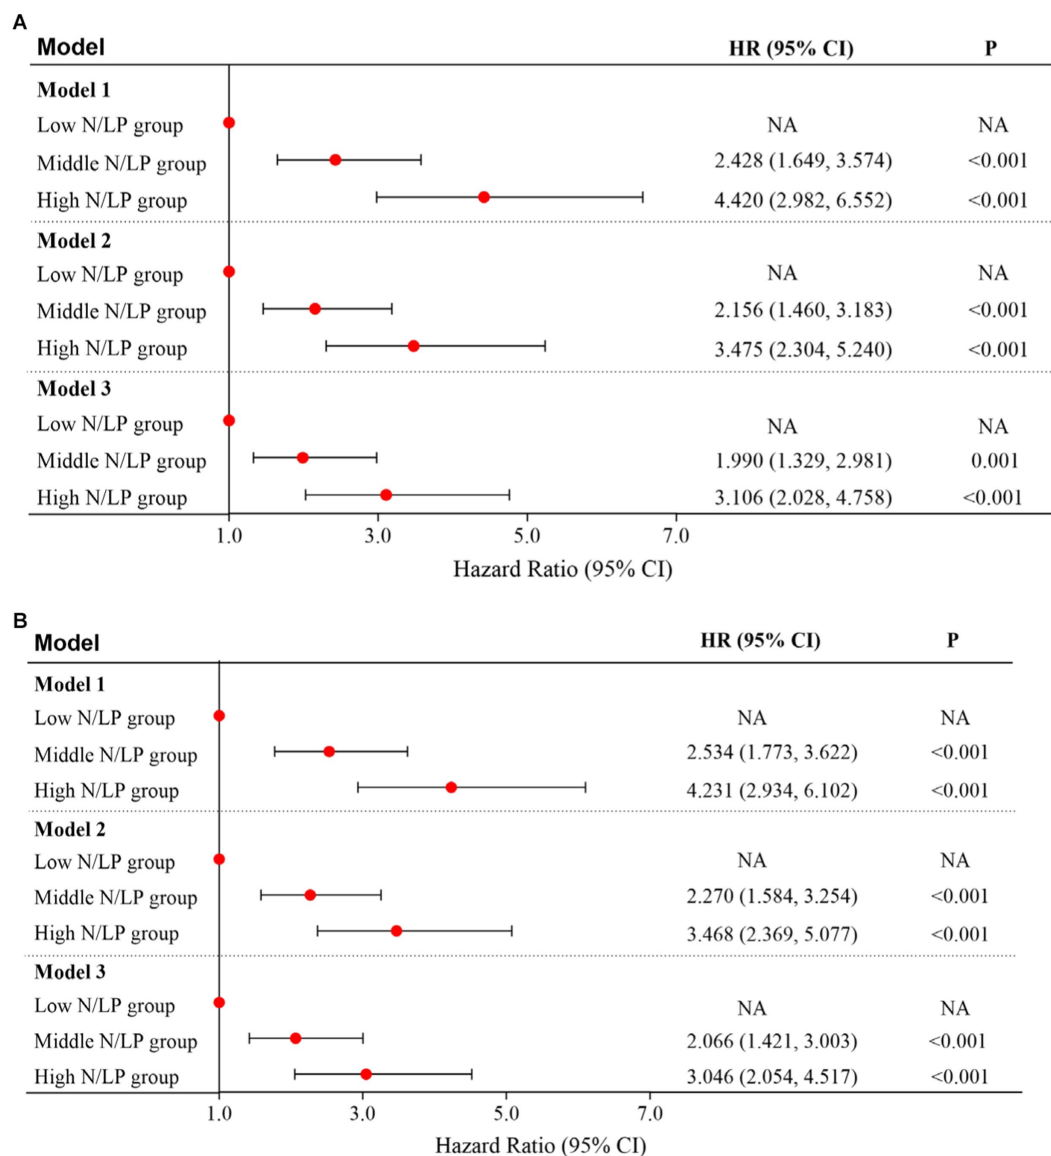 A
Model HR (95% CI) P
Model 1
Low N/LP group NA NA
Middle N/LP group 2.428 (1.649, 3.574) <0.001
High N/LP group 4.420 (2.982, 6.552) <0.001
Model 2
Low N/LP group NA NA
Middle N/LP group 2.156 (1.460, 3.183) <0.001
High N/LP group 3.475 (2.304, 5.240) <0.001
Model 3
Low N/LP group NA NA
Middle N/LP group 1.990 (1.329, 2.981) 0.001
High N/LP group 3.106 (2.028, 4.758) <0.001
1.0 3.0 5.0 7.0
Hazard Ratio (95% CI)
B
Model HR (95% CI) P
Model 1
Low N/LP group NA NA
Middle N/LP group 2.534 (1.773, 3.622) <0.001
High N/LP group 4.231 (2.934, 6.102) <0.001
Model 2
Low N/LP group NA NA
Middle N/LP group 2.270 (1.584, 3.254) <0.001
High N/LP group 3.468 (2.369, 5.077) <0.001
Model 3
Low N/LP group NA NA
Middle N/LP group 2.066 (1.421, 3.003) <0.001
High N/LP group 3.046 (2.054, 4.517) <0.001
1.0 3.0 5.0 7.0
Hazard Ratio (95% CI)